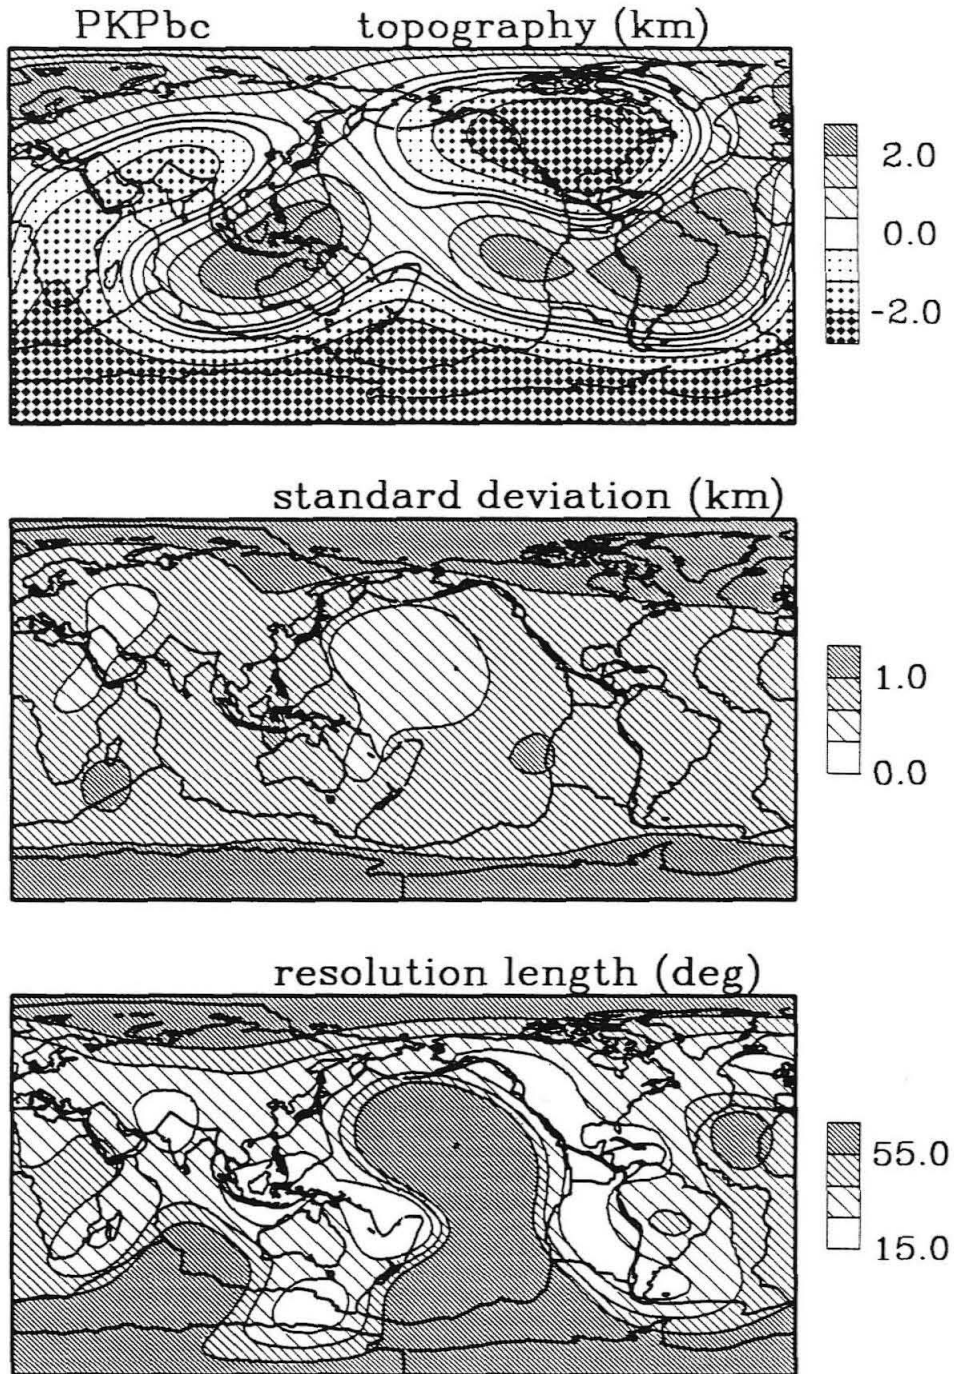 PKPbc topography (km)
2.0
0.0
-2.0
standard deviation (km)
1.0
0.0
resolution length (deg)
55.0
15.0